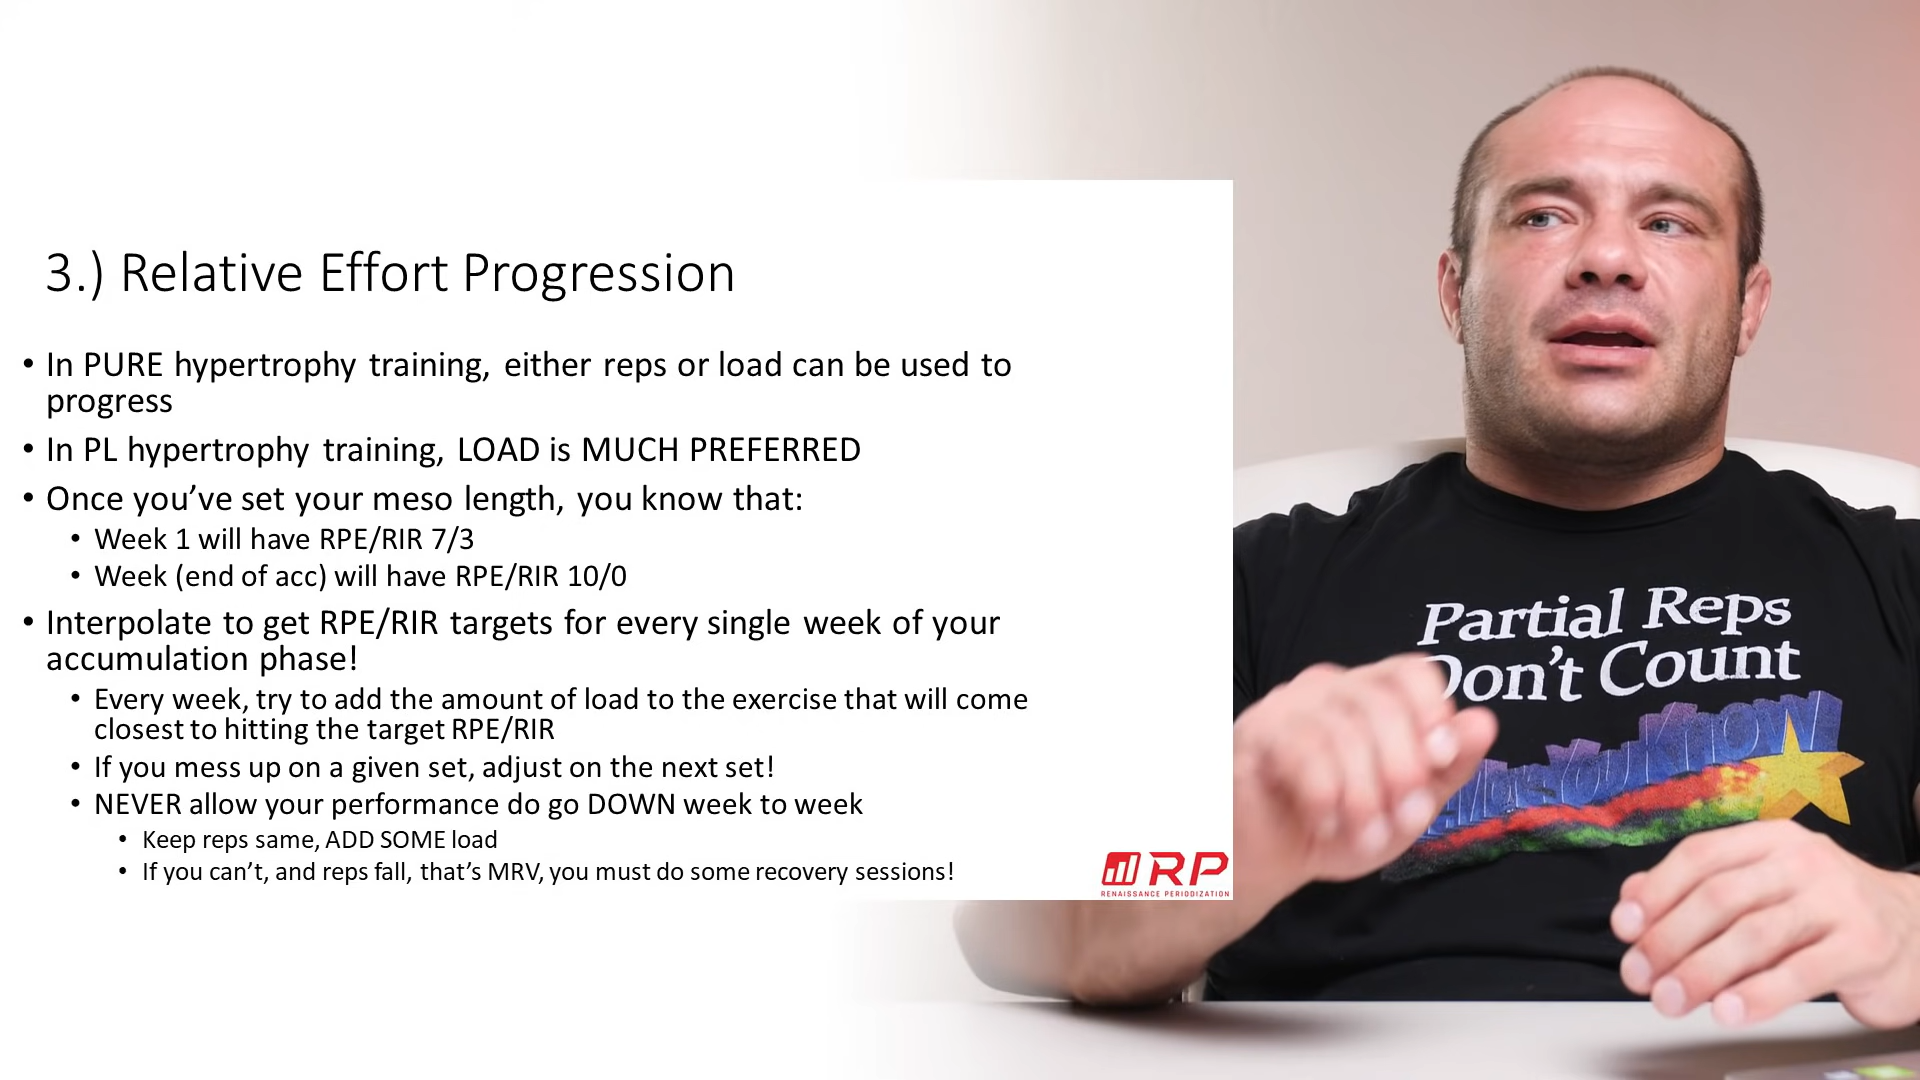 3.) Relative Effort Progression
• In PURE hypertrophy training, either reps or load can be used to
progress
• In PL hypertrophy training, LOAD is MUCH PREFERRED
• Once you’ve set your meso length, you know that:
• Week 1 will have RPE/RIR 7/3
• Week (end of acc) will have RPE/RIR 10/0
• Interpolate to get RPE/RIR targets for every single week of your
accumulation phase!
• Every week, try to add the amount of load to the exercise that will come
closest to hitting the target RPE/RIR
• If you mess up on a given set, adjust on the next set!
• NEVER allow your performance do go DOWN week to week
• Keep reps same, ADD SOME load
• If you can’t, and reps fall, that’s MRV, you must do some recovery sessions!
RP
RENAISSANCE PERIODIZATION
Partial Reps
Don’t Count
You Know